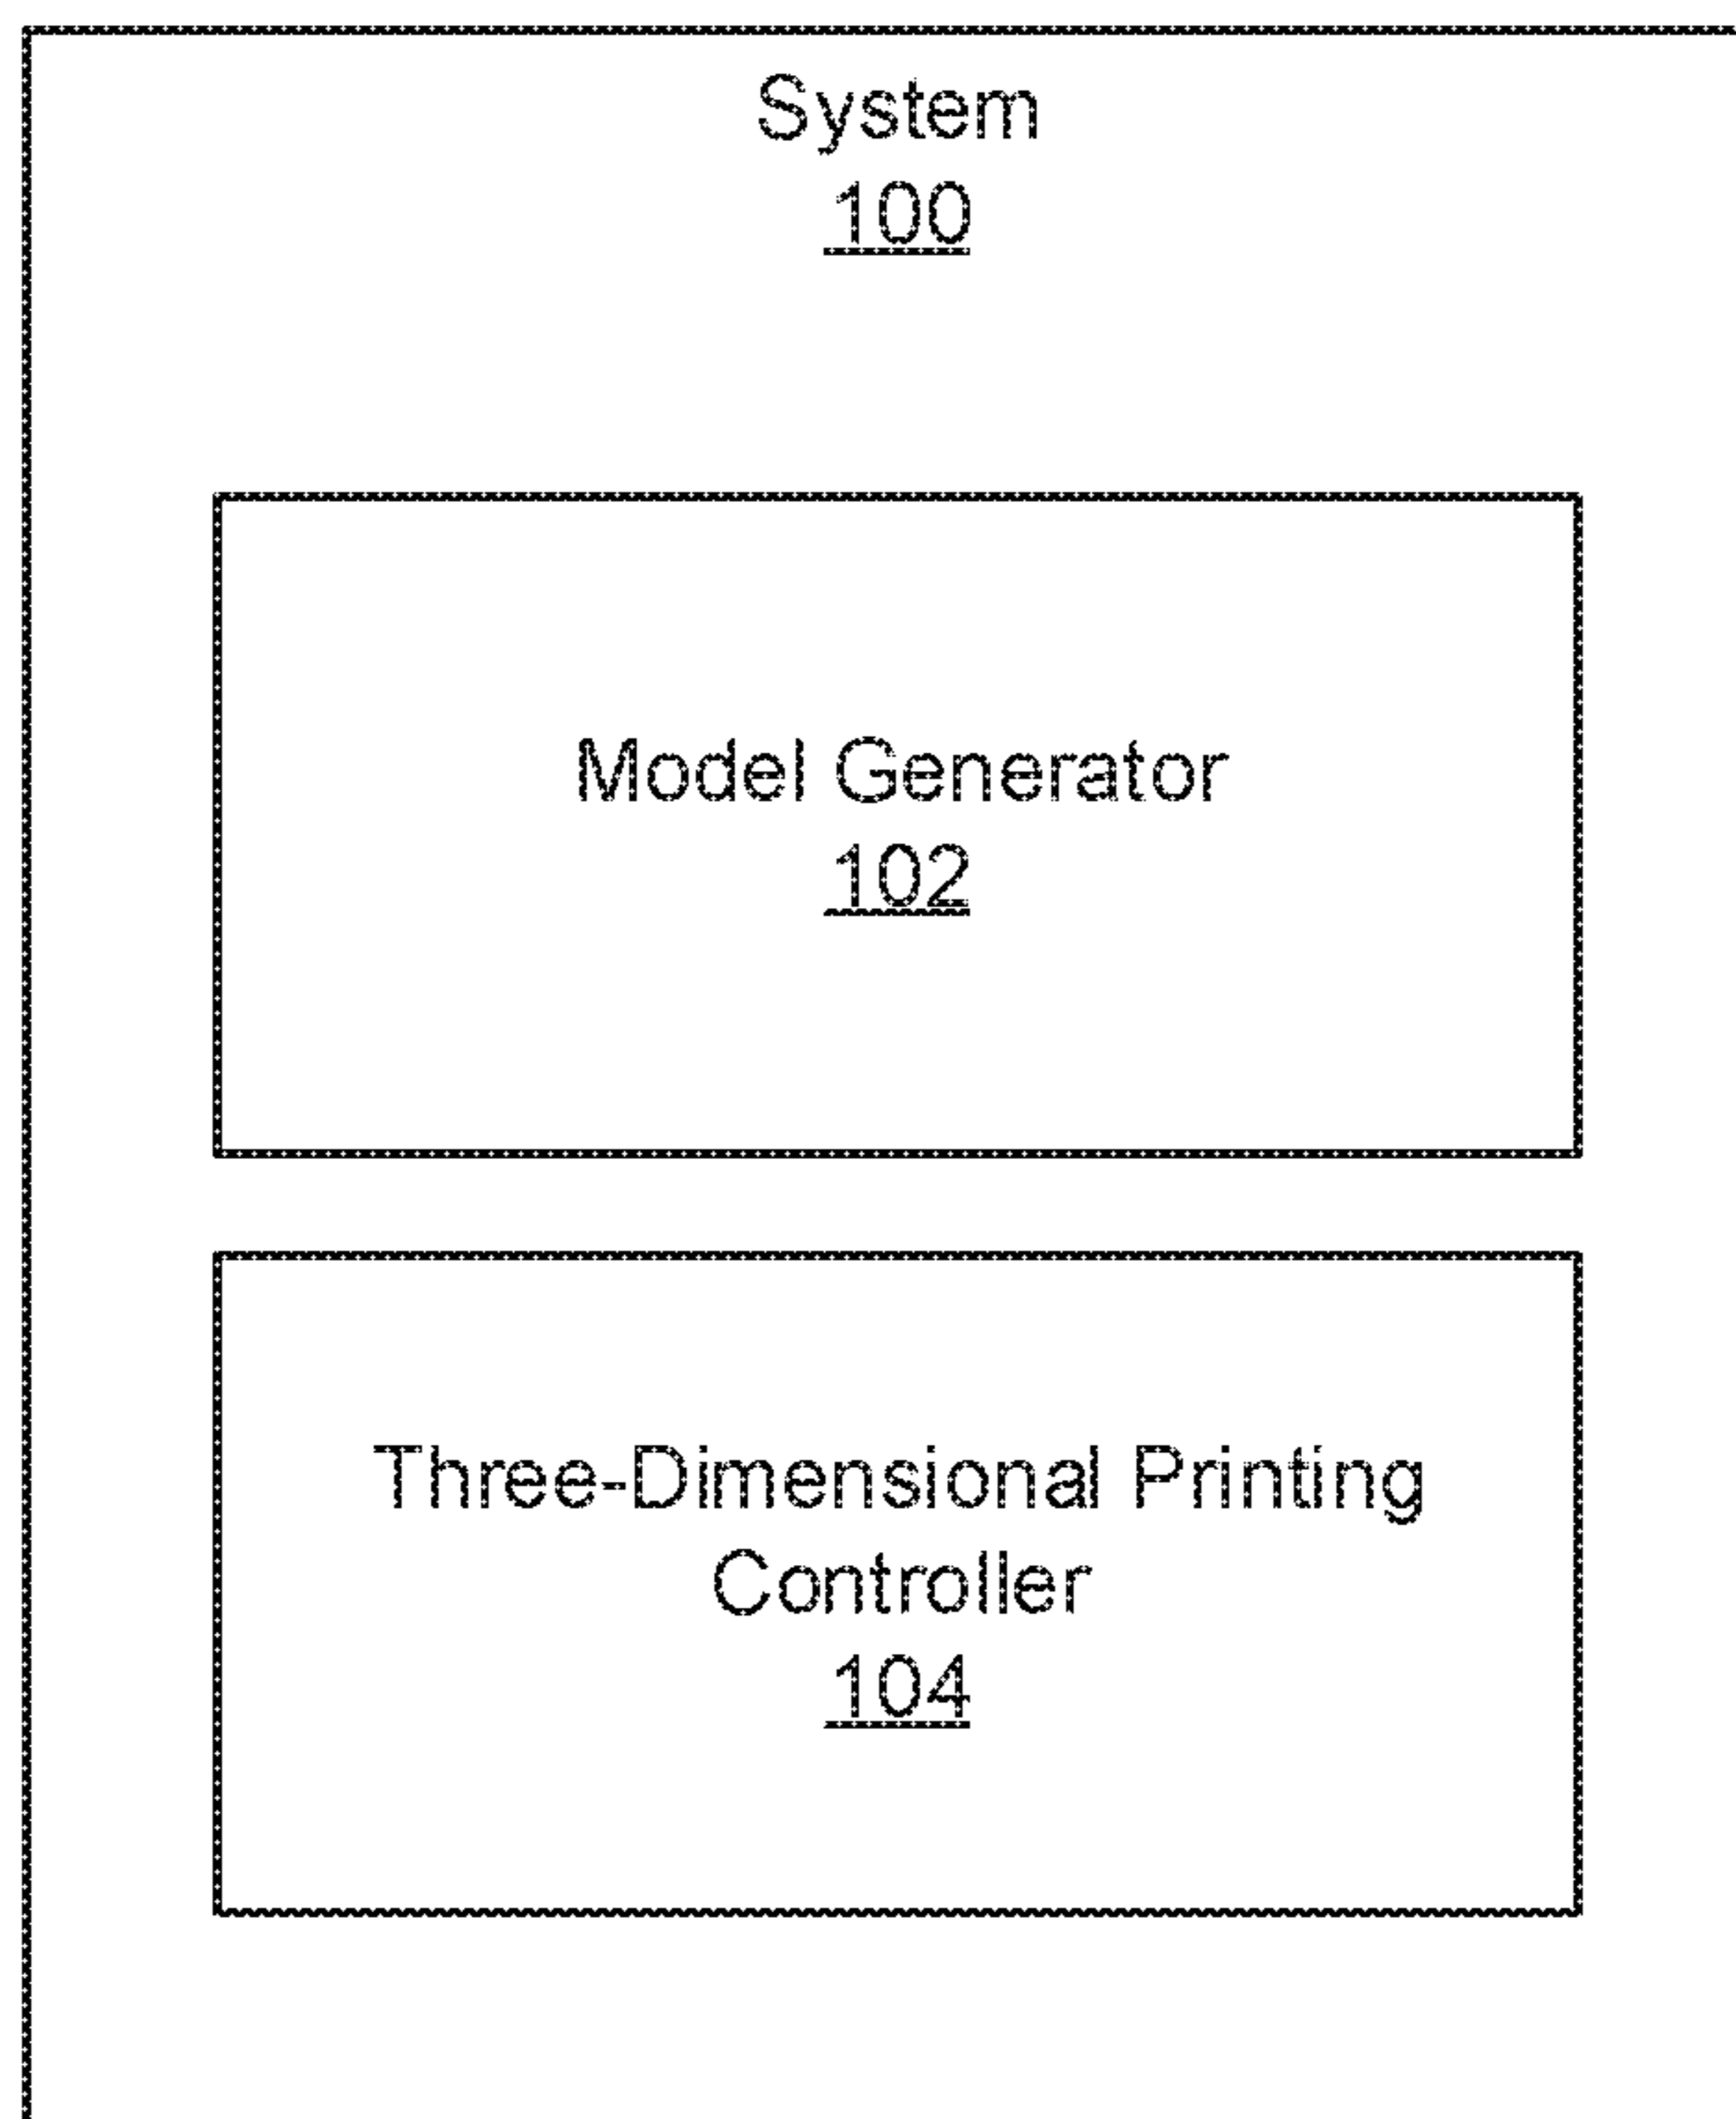 System
100
Model Generator
102
Three-Dimensional Printing
Controller
104